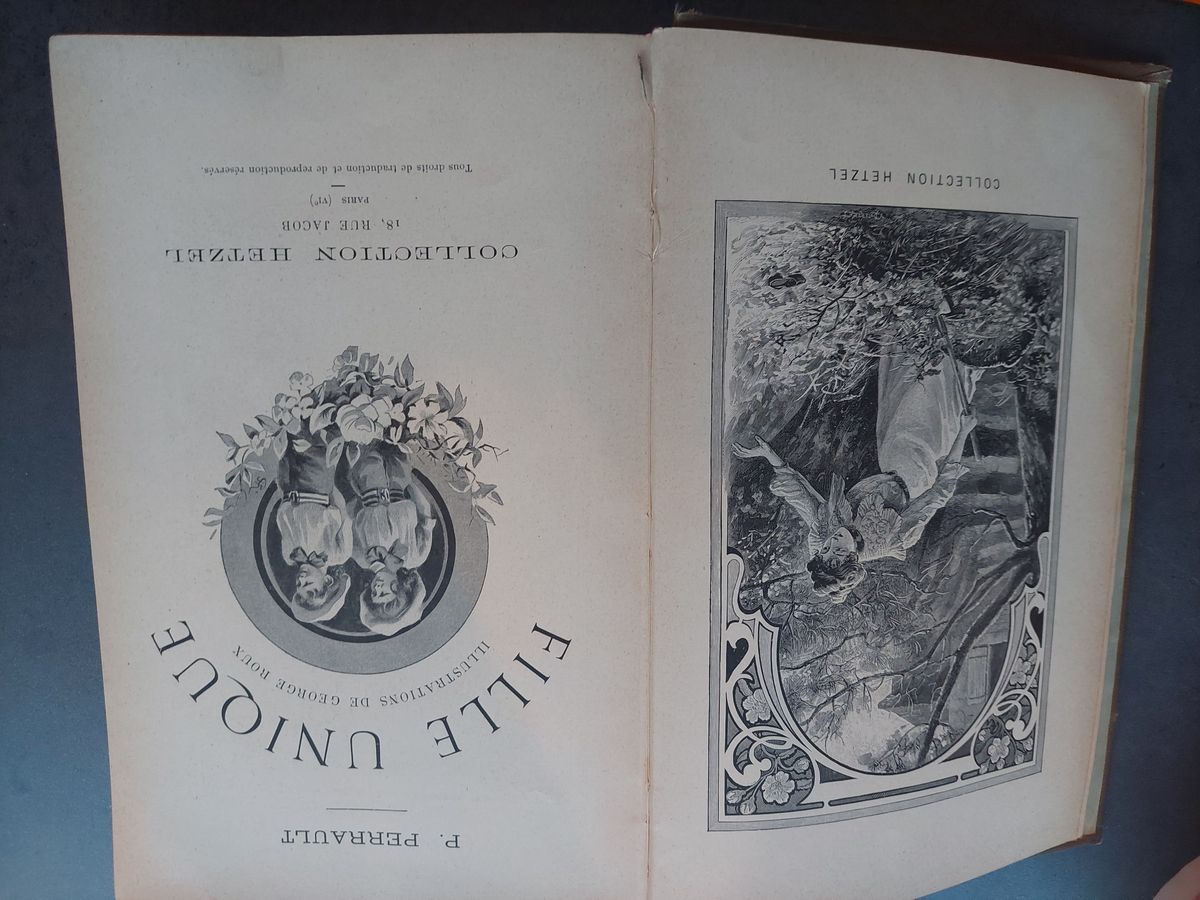 COLLECTION HETZEL
P. PERRAULT
FILLE UNIQUE
ILLUSTRATIONS DE GEORGE ROUX
COLLECTION HETZEL
18, RUE JACOB
PARIS (VIᵉ)
Tous droits de traduction et de reproduction réservés.